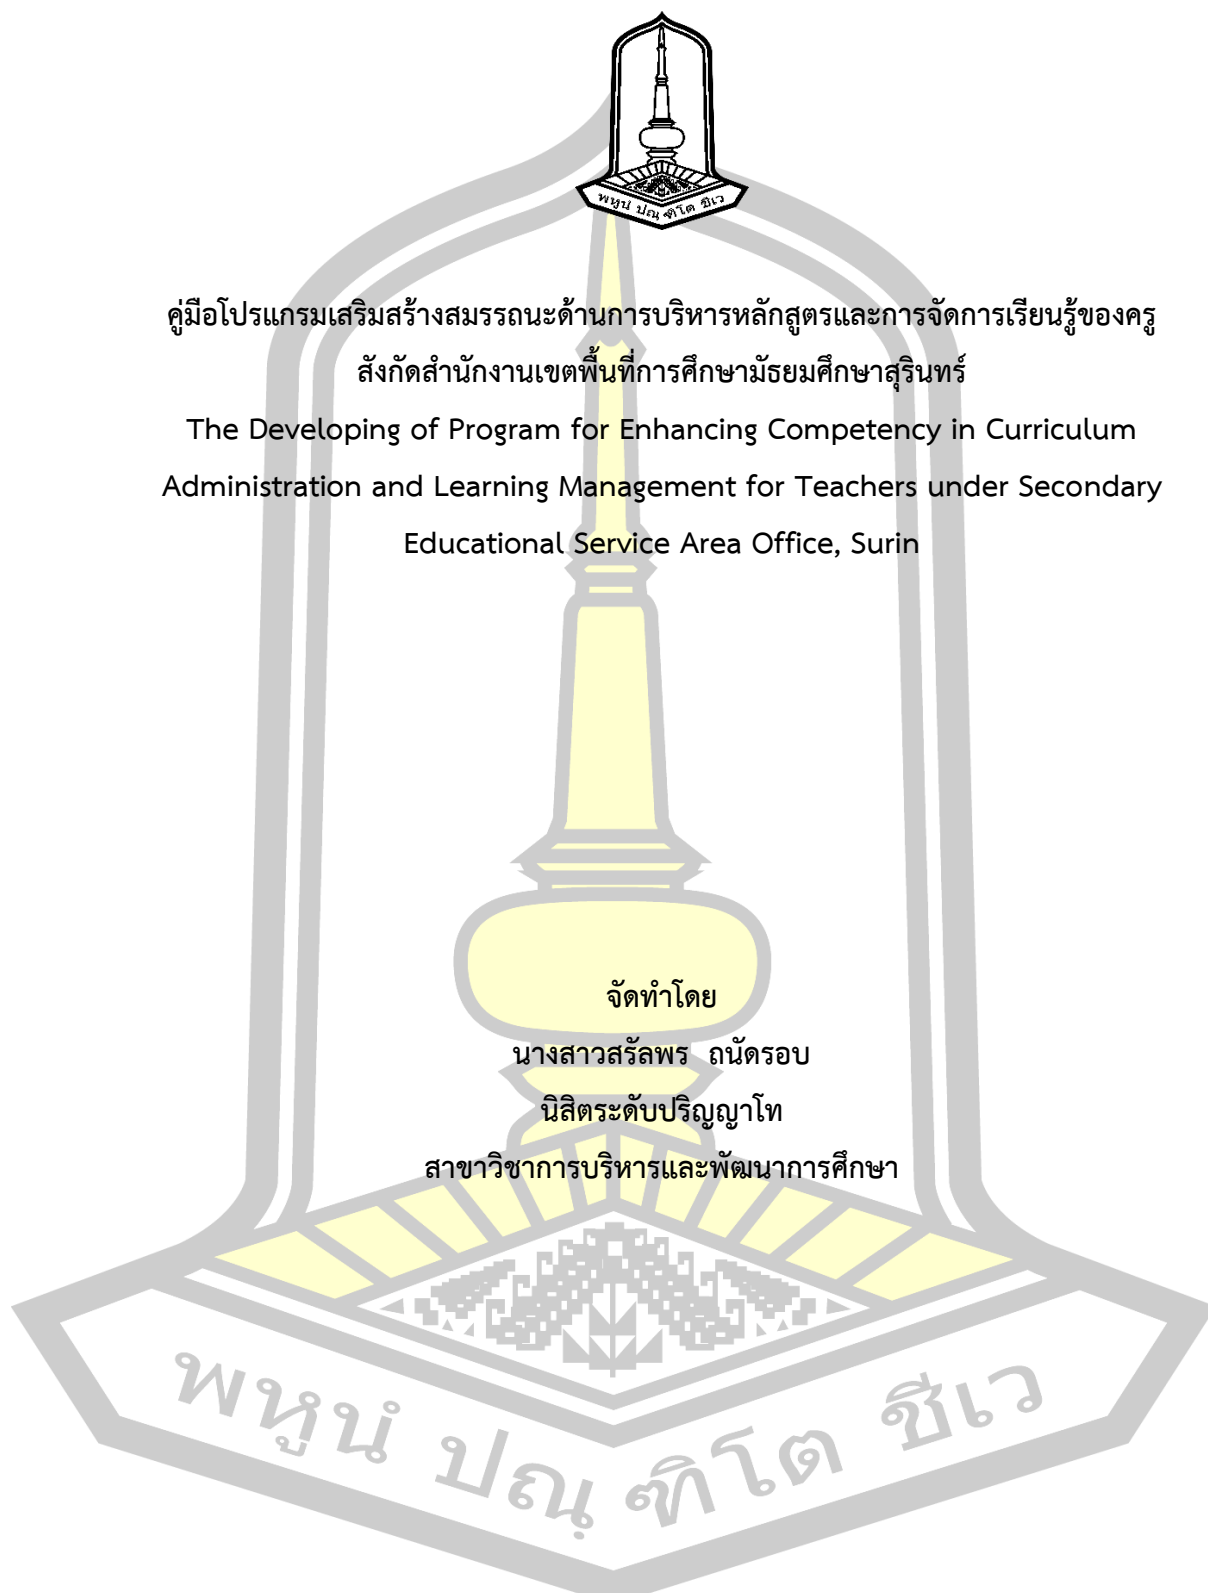 พหูนํ ปณฺฑิโต ชีเว
คู่มือโปรแกรมเสริมสร้างสมรรถนะด้านการบริหารหลักสูตรและการจัดการเรียนรู้ของครู
สังกัดสำนักงานเขตพื้นที่การศึกษามัธยมศึกษาสุรินทร์
The Developing of Program for Enhancing Competency in Curriculum
Administration and Learning Management for Teachers under Secondary
Educational Service Area Office, Surin
จัดทำโดย
นางสาวสรัลพร ถนัดรอบ
นิสิตระดับปริญญาโท
สาขาวิชาการบริหารและพัฒนาการศึกษา
พหูนํ ปณฺฑิโต ชีเว